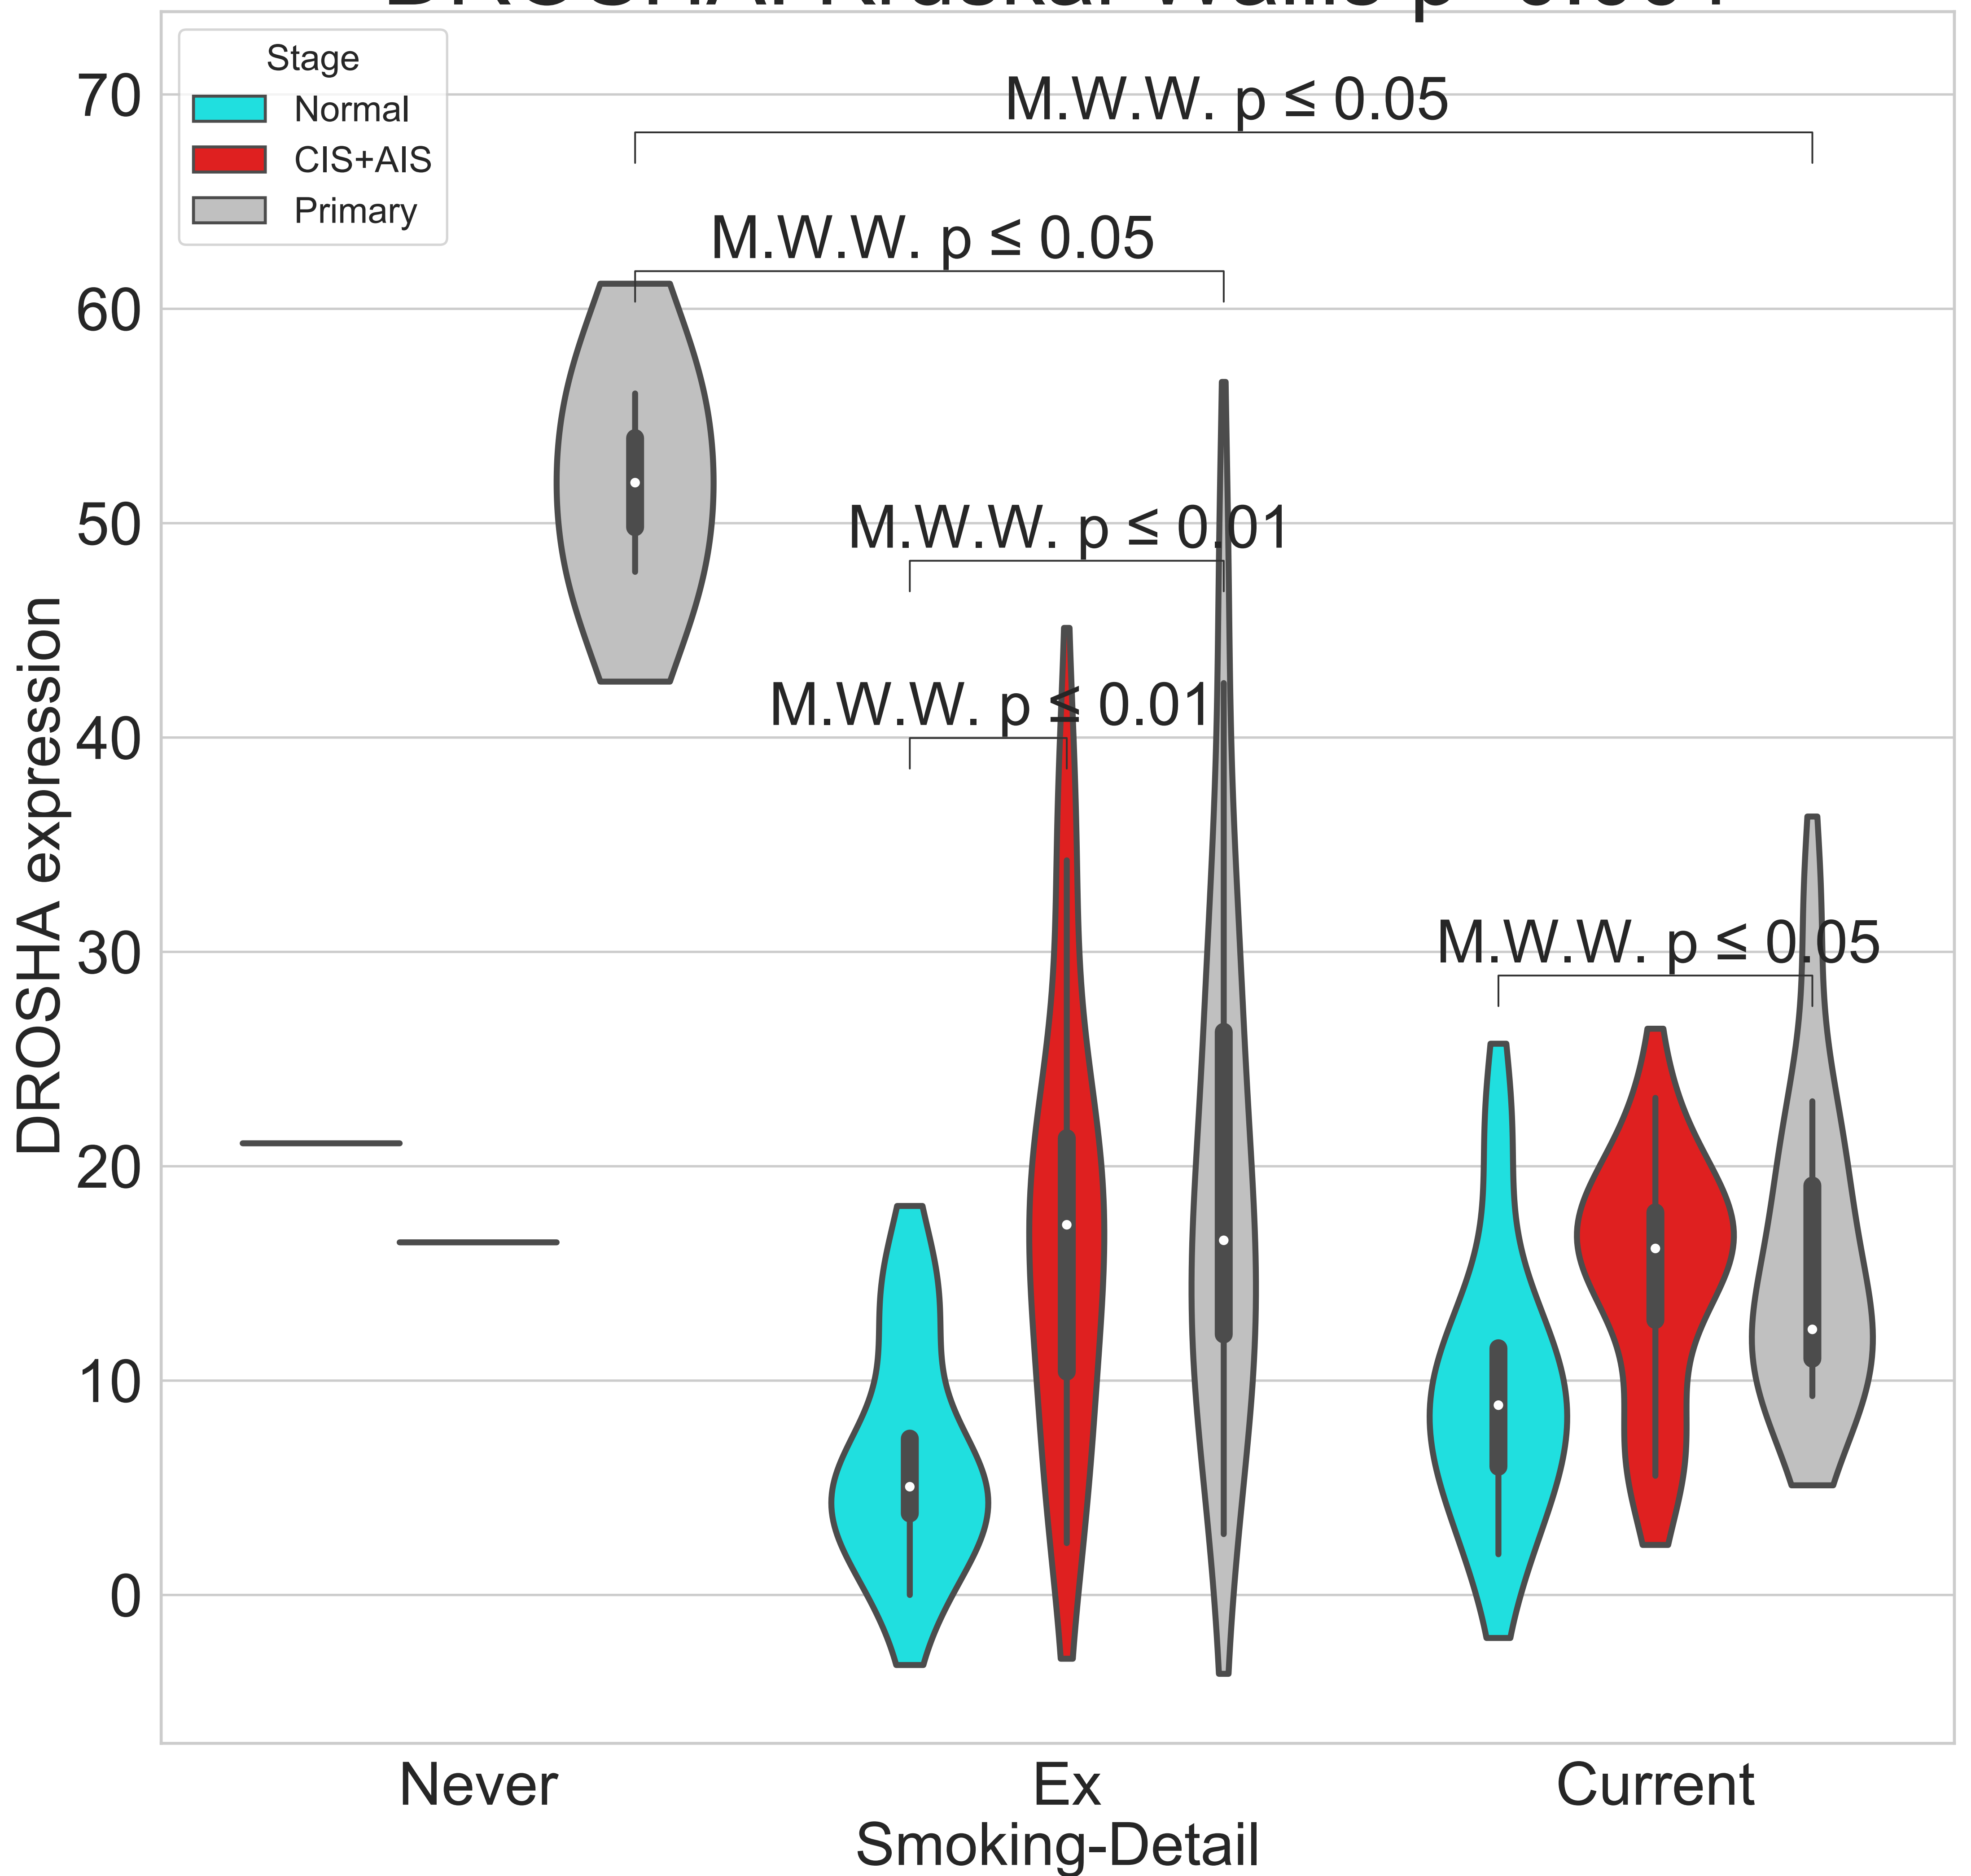 Stage
Normal
CIS+AIS
Primary
M.W.W. p ≤ 0.05
M.W.W. p ≤ 0.05
M.W.W. p ≤ 0.01
M.W.W. p ≤ 0.01
M.W.W. p ≤ 0.05
70
60
50
40
30
20
10
0
DROSHA expression
Never
Ex
Current
Smoking-Detail